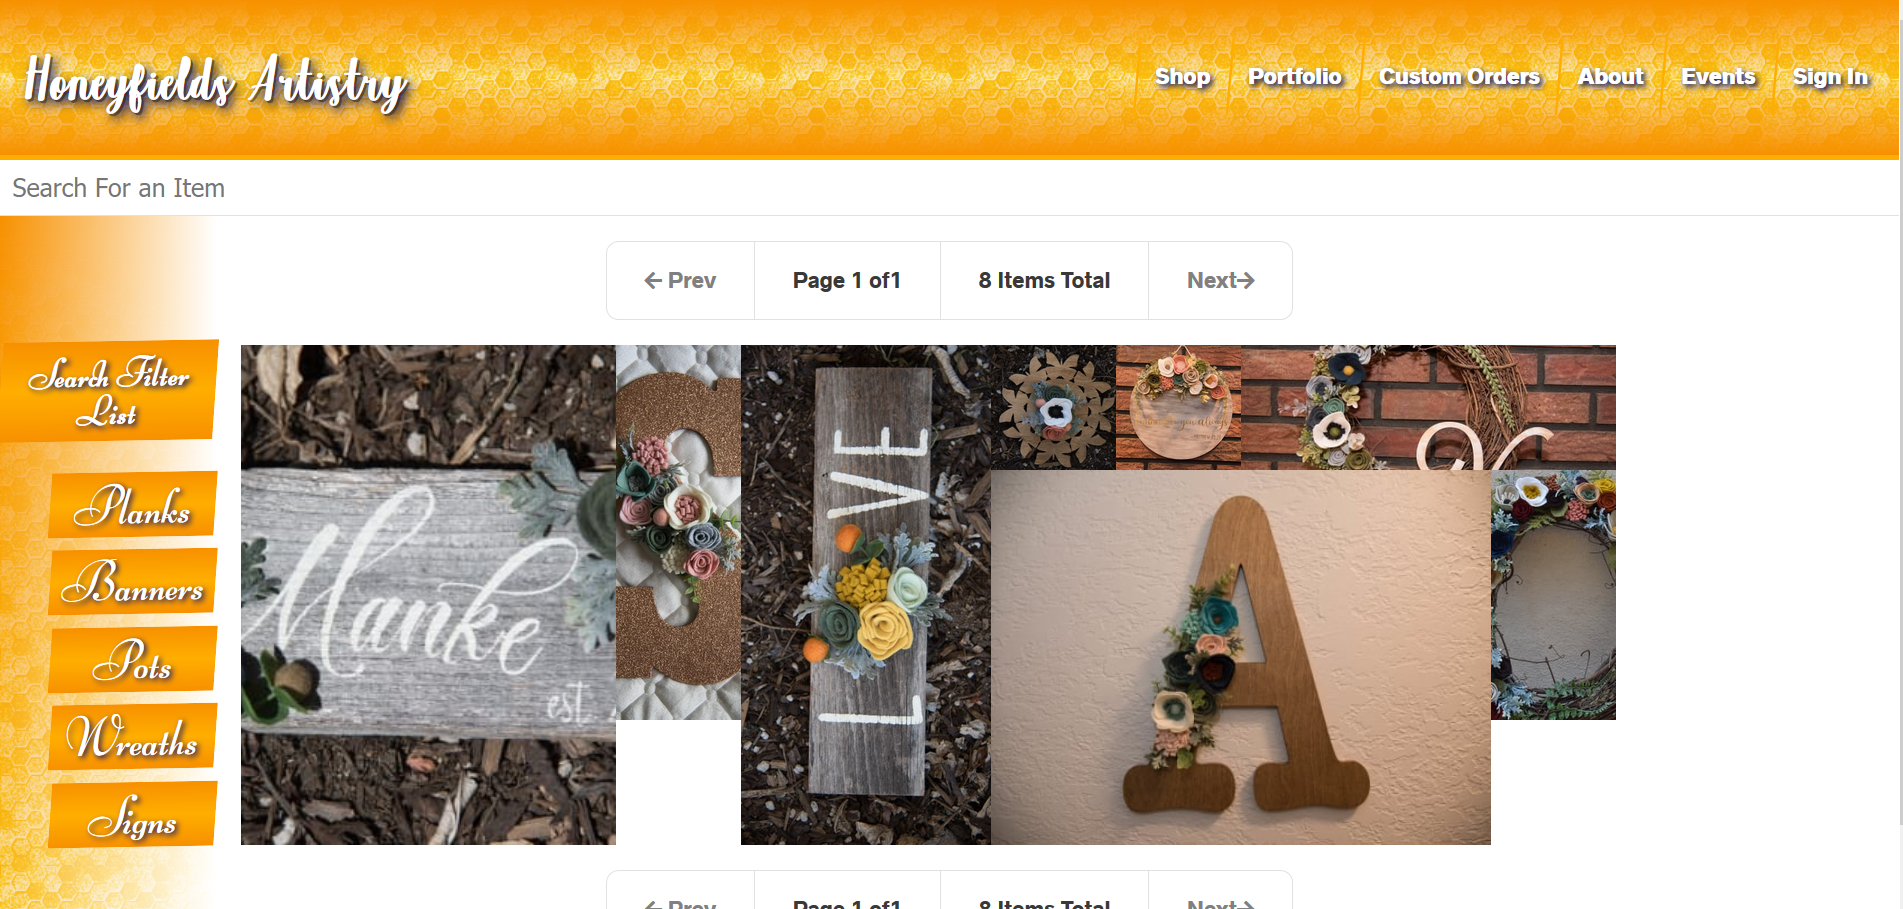 Honeyfields Artistry
Shop Portfolio Custom Orders About Events Sign In
Search For an Item
← Prev Page 1 of1 8 Items Total Next→
Search Filter
List
Planks
Banners
Pots
Wreaths
Signs
Manke
est.
L VE
← Prev Page 1 of1 8 Items Total Next→